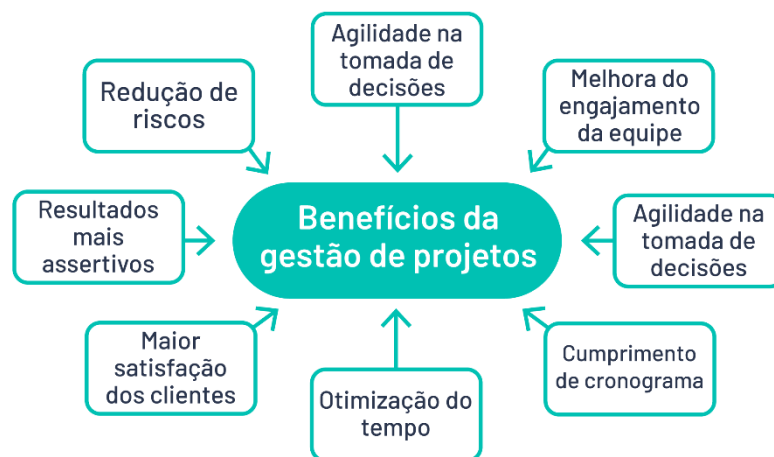 Agilidade na
tomada de
decisões
Redução de
riscos
Melhora do
engajamento
da equipe
Resultados
mais
assertivos
Benefícios da
gestão de projetos
Agilidade na
tomada de
decisões
Maior
satisfação
dos clientes
Otimização do
tempo
Cumprimento
de cronograma